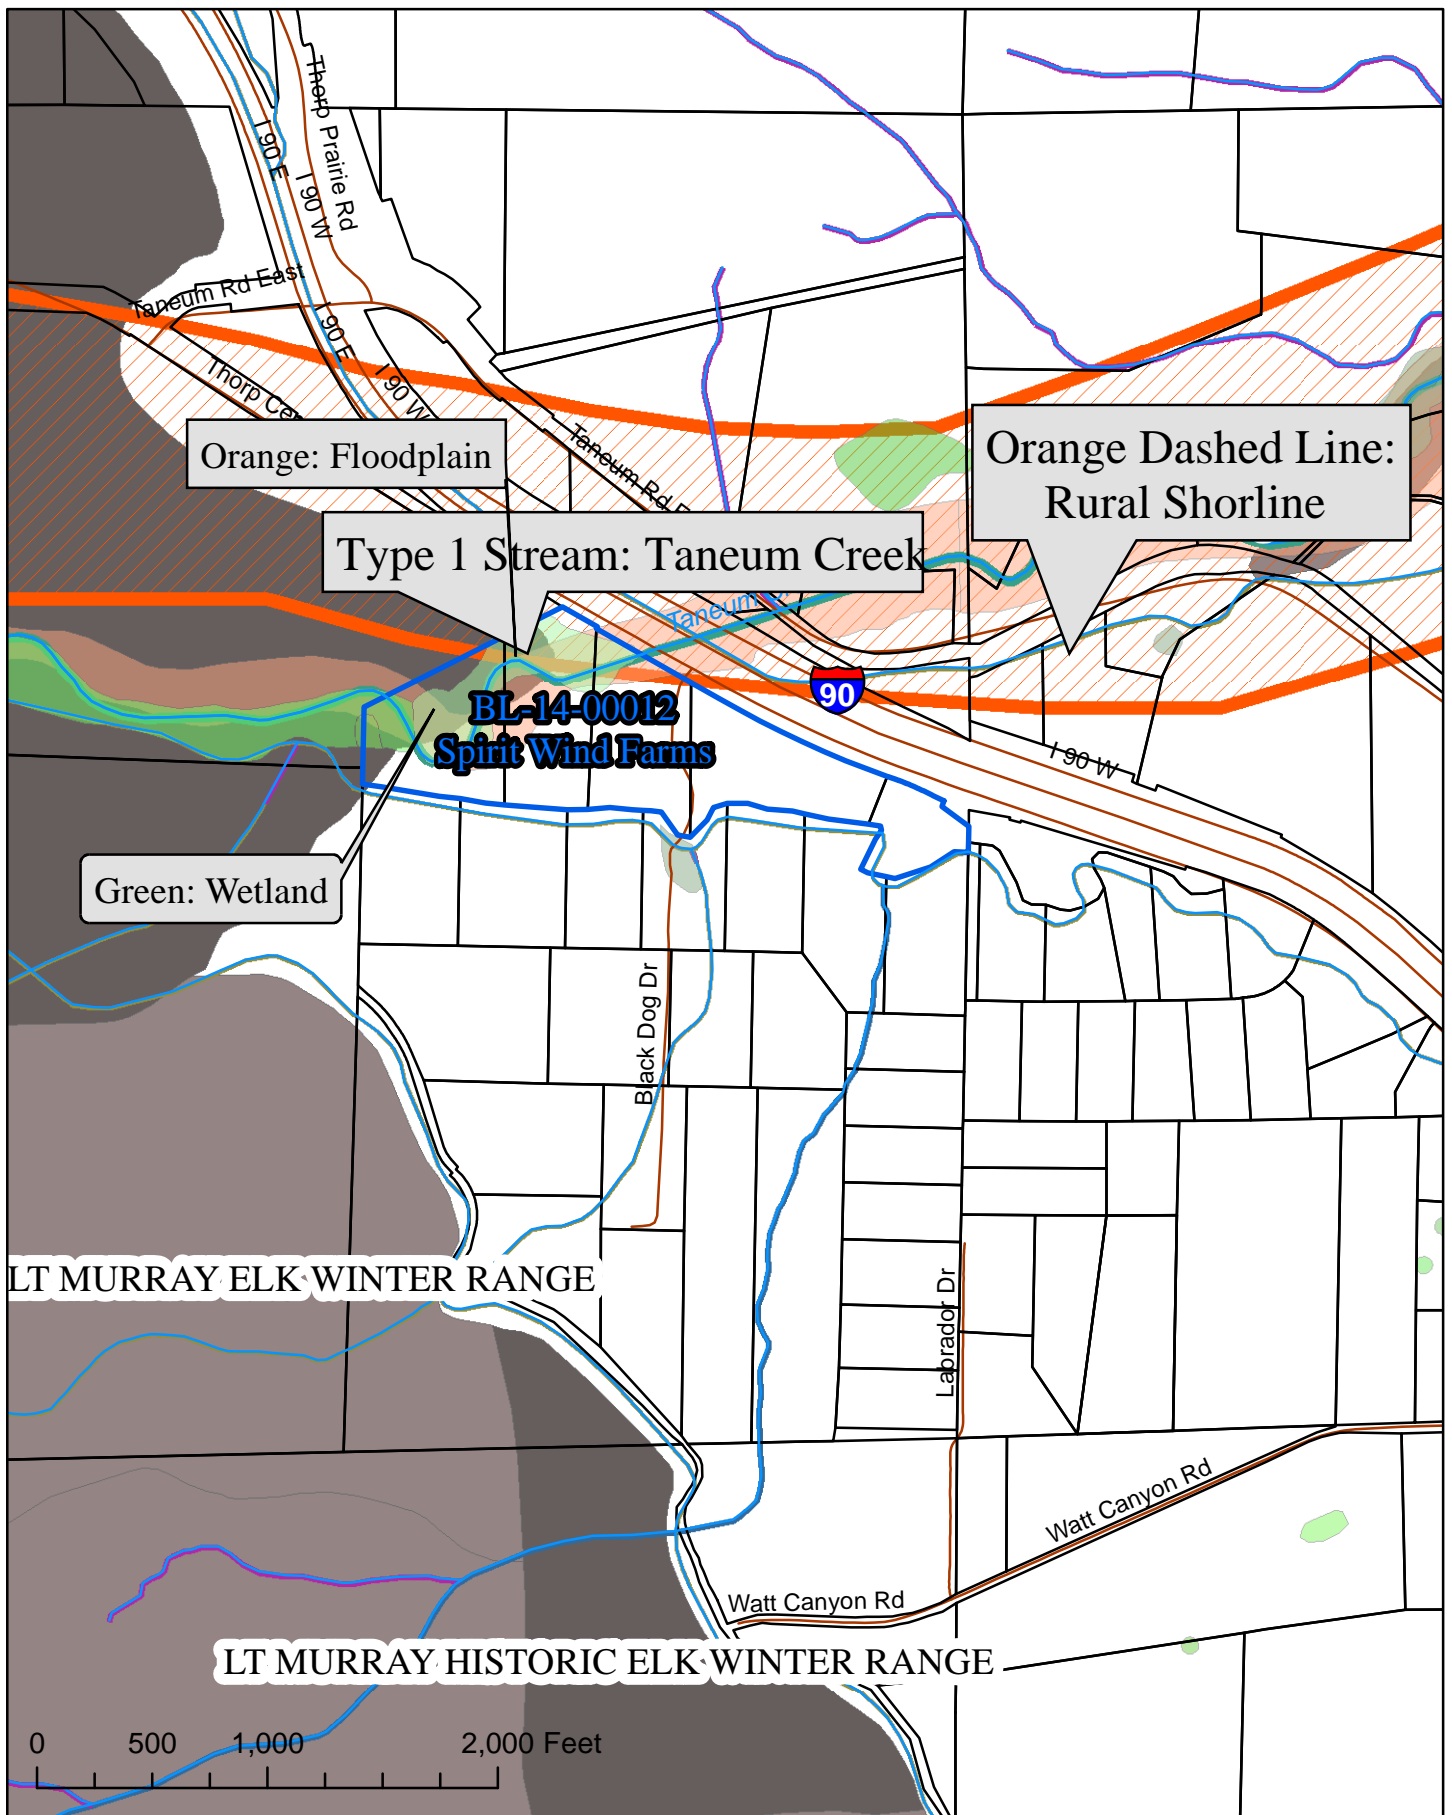 Thorp Prairie Rd
I 90 E
I 90 W
Taneum Rd East
I 90 E
I 90 W
Thorp Cem
Taneum Rd E
Orange: Floodplain
Orange Dashed Line:
Rural Shorline
Type 1 Stream: Taneum Creek
Taneum
90
BL-14-00012
Spirit Wind Farms
I 90 W
Green: Wetland
Black Dog Dr
LT MURRAY ELK WINTER RANGE
Labrador Dr
Watt Canyon Rd
Watt Canyon Rd
LT MURRAY HISTORIC ELK WINTER RANGE
0 500 1,000 2,000 Feet